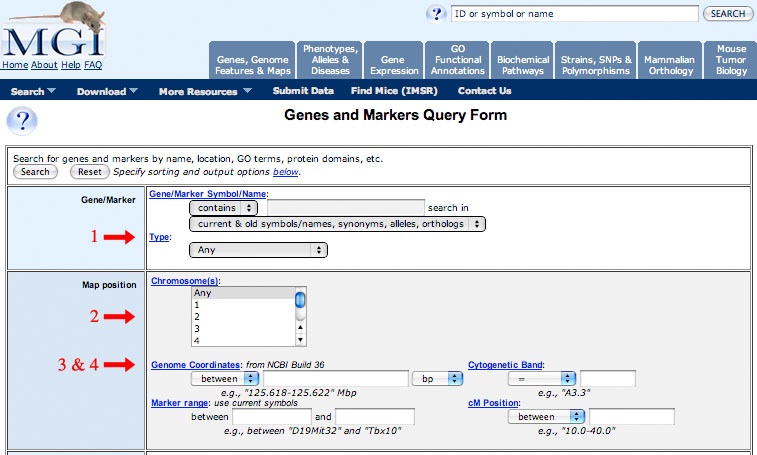 ? ID or symbol or name SEARCH
MGI
Home About Help FAQ
Genes, Genome Features & Maps
Phenotypes, Alleles & Diseases
Gene Expression
GO Functional Annotations
Biochemical Pathways
Strains, SNPs & Polymorphisms
Mammalian Orthology
Mouse Tumor Biology
Search Download More Resources Submit Data Find Mice (IMSR) Contact Us
? Genes and Markers Query Form
Search for genes and markers by name, location, GO terms, protein domains, etc.
Search Reset Specify sorting and output options below.
Gene/Marker
Gene/Marker Symbol/Name:
contains search in
current & old symbols/names, synonyms, alleles, orthologs
1
Type:
Any
Map position
Chromosome(s):
Any
1
2
3
4
2
3 & 4
Genome Coordinates: from NCBI Build 36
between bp
e.g., "125.618-125.622" Mbp
Cytogenetic Band:
=
e.g., "A3.3"
Marker range: use current symbols
between and
e.g., between "D19Mit32" and "Tbx10"
cM Position:
between
e.g., "10.0-40.0"